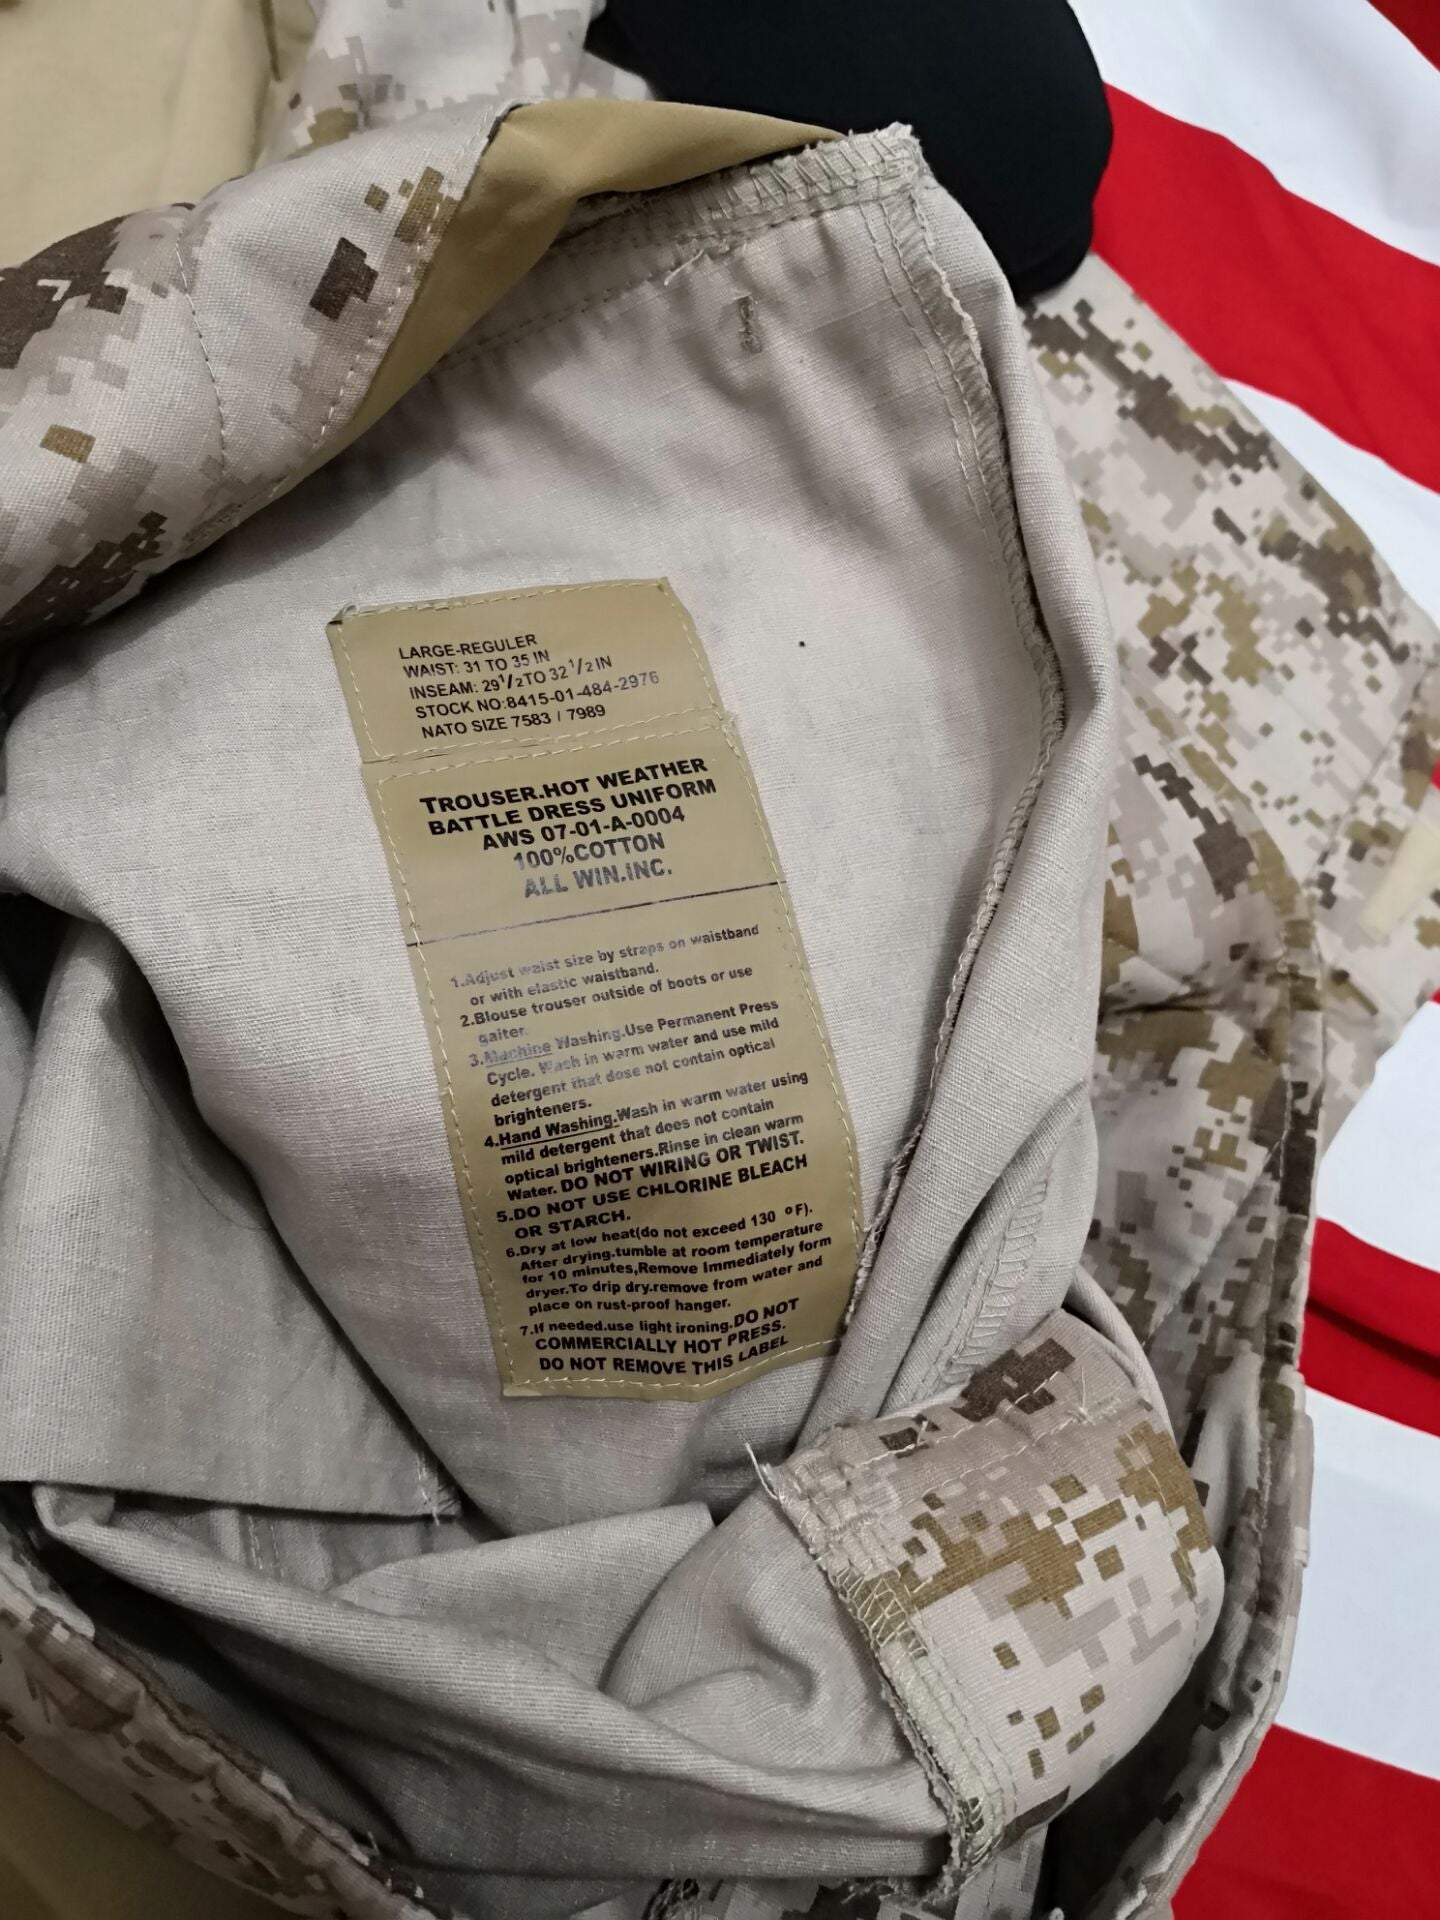 LARGE-REGULER
WAIST: 31 TO 35 IN
INSEAM: 29 1/2 TO 32 1/2 IN
STOCK NO:8415-01-484-2976
NATO SIZE 7583 / 7989
TROUSER.HOT WEATHER
BATTLE DRESS UNIFORM
AWS 07-01-A-0004
100%COTTON
ALL WIN.INC.
1.Adjust waist size by straps on waistband
or with elastic waistband.
2.Blouse trouser outside of boots or use
gaiter.
3.Machine Washing.Use Permanent Press
Cycle. Wash in warm water and use mild
detergent that dose not contain optical
brighteners.
4.Hand Washing.Wash in warm water using
mild detergent that does not contain
optical brighteners.Rinse in clean warm
Water. DO NOT WIRING OR TWIST.
5.DO NOT USE CHLORINE BLEACH
OR STARCH.
6.Dry at low heat(do not exceed 130 °F).
After drying.tumble at room temperature
for 10 minutes,Remove Immediately form
dryer.To drip dry.remove from water and
place on rust-proof hanger.
7.If needed.use light ironing.DO NOT
COMMERCIALLY HOT PRESS.
DO NOT REMOVE THIS LABEL